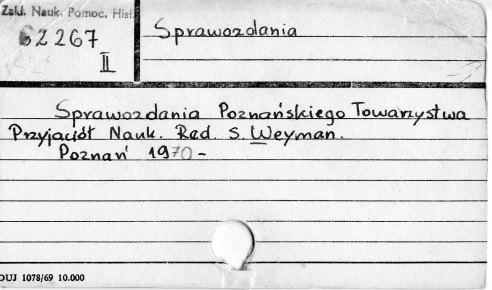 Zakł. Nauk. Pomoc. Hist.
S2267
II
Sprawozdania
Sprawozdania Poznańskiego Towarzystwa
Przyjaciół Nauk. Red. S. Weyman.
Poznań 1970-
DUJ 1078/69 10.000